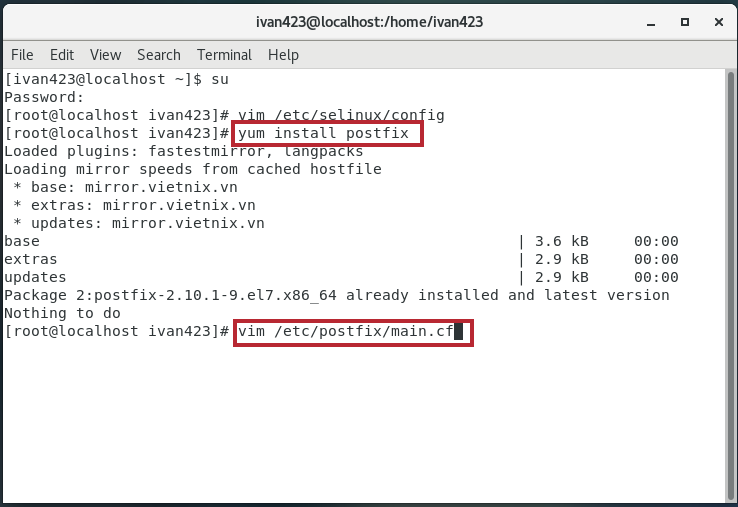 ivan423@localhost:/home/ivan423
File Edit View Search Terminal Help
[ivan423@localhost ~]$ su
Password:
[root@localhost ivan423]# vim /etc/selinux/config
[root@localhost ivan423]# yum install postfix
Loaded plugins: fastestmirror, langpacks
Loading mirror speeds from cached hostfile
 * base: mirror.vietnix.vn
 * extras: mirror.vietnix.vn
 * updates: mirror.vietnix.vn
base | 3.6 kB 00:00
extras | 2.9 kB 00:00
updates | 2.9 kB 00:00
Package 2:postfix-2.10.1-9.el7.x86_64 already installed and latest version
Nothing to do
[root@localhost ivan423]# vim /etc/postfix/main.cf